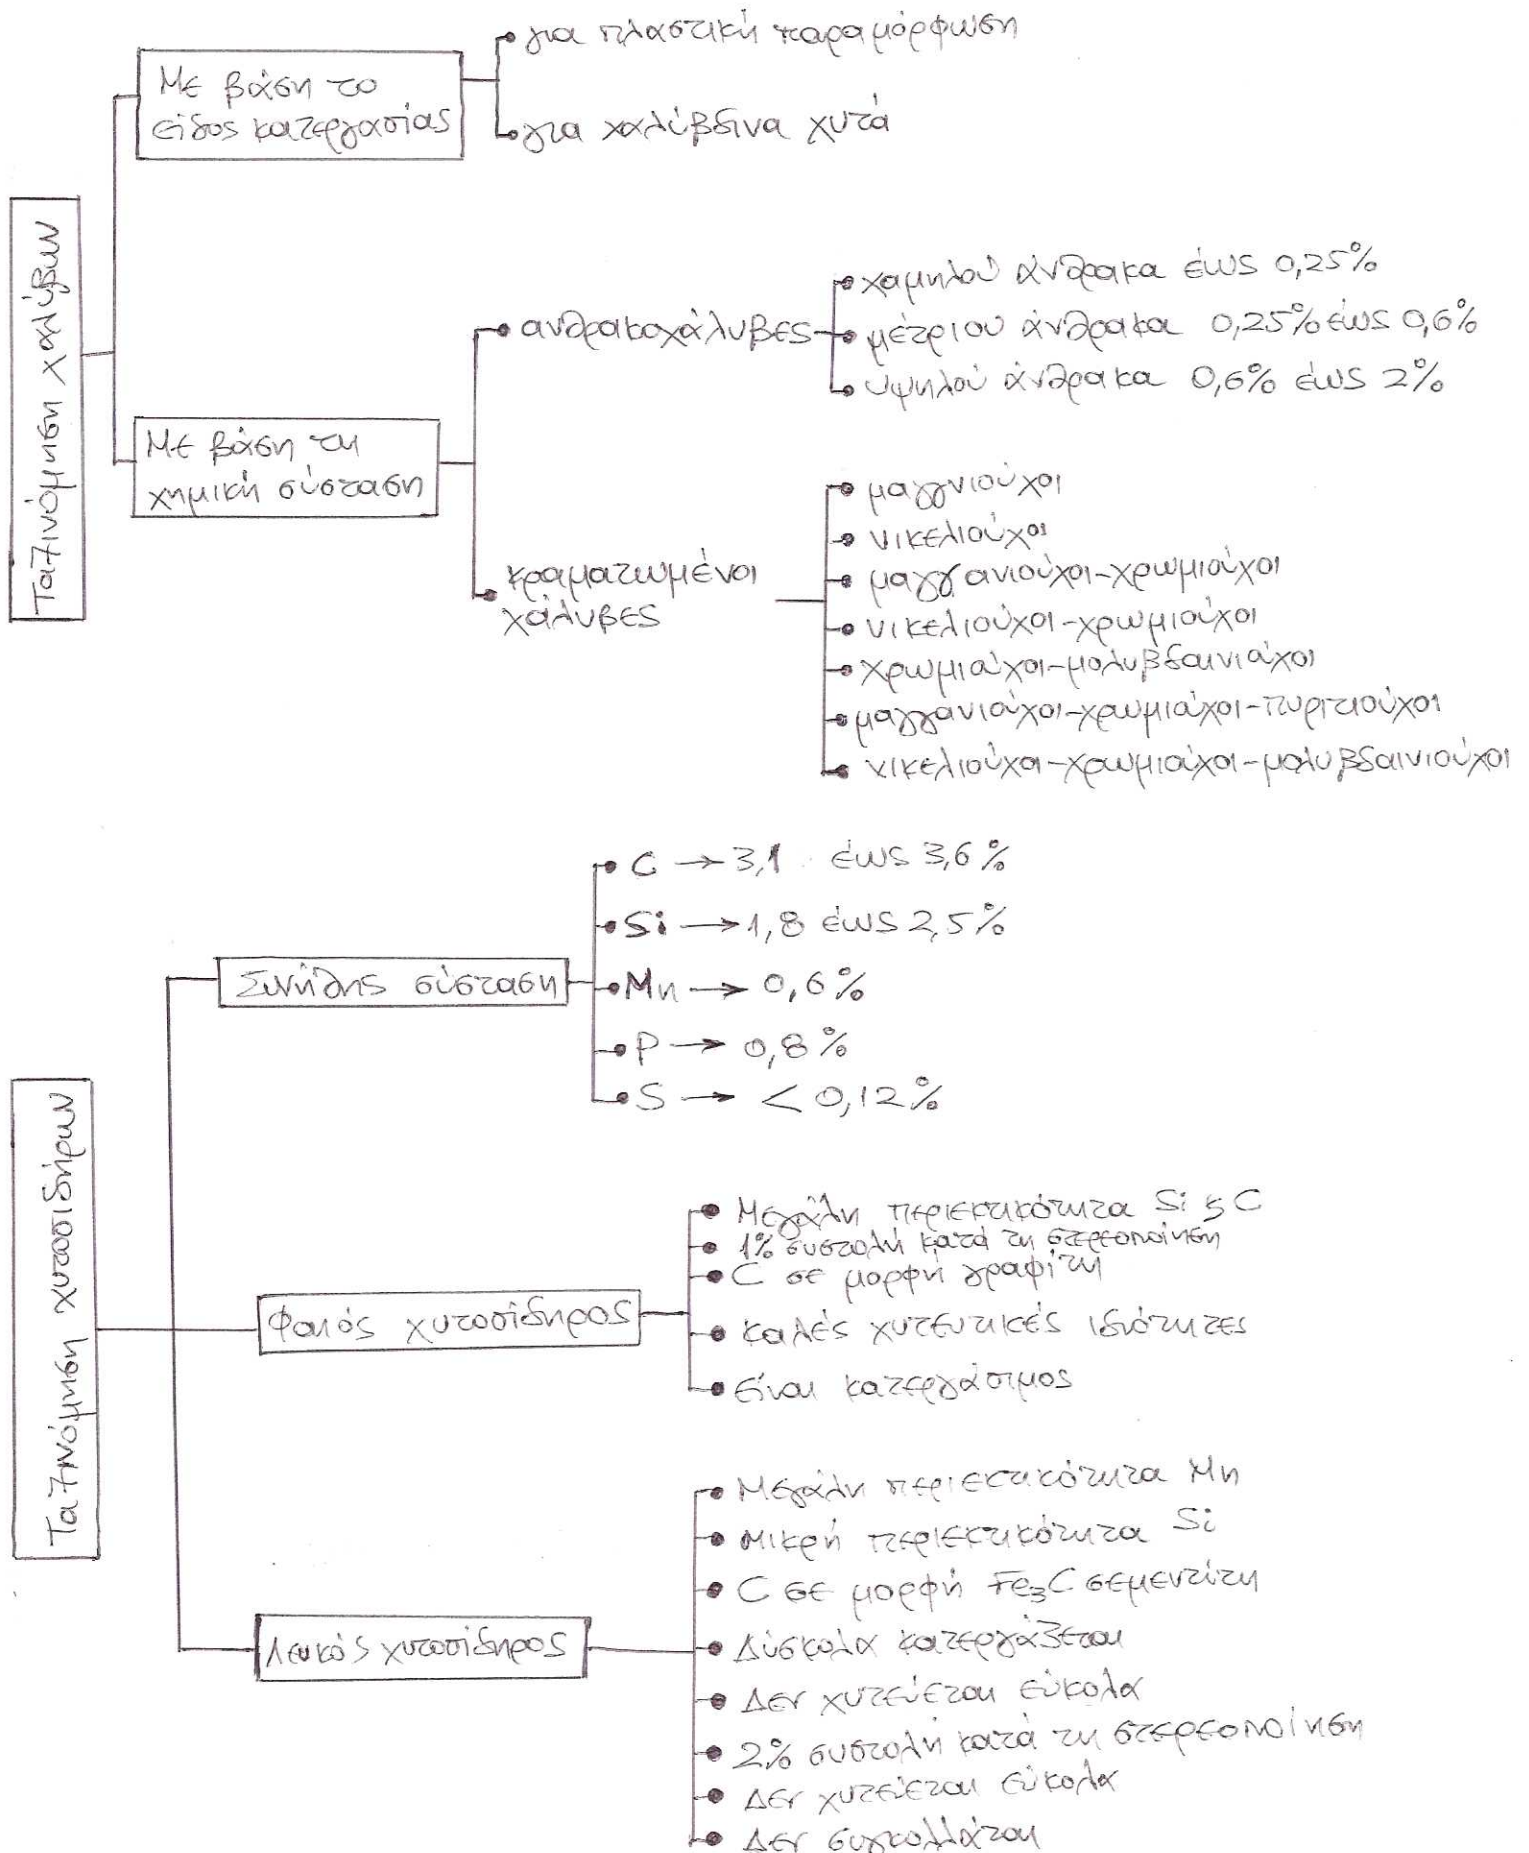 Ταξινόμηση χαλύβων
Με βάση το
είδος κατεργασίας
για πλαστική παραμόρφωση
για χαλύβδινα χυτά
Με βάση τη
χημική σύσταση
ανθρακοχάλυβες
χαμηλού άνθρακα έως 0,25%
μέτριου άνθρακα 0,25% έως 0,6%
υψηλού άνθρακα 0,6% έως 2%
κραματωμένοι
χάλυβες
μαγγνιούχοι
νικελιούχοι
μαγγανιούχοι-χρωμιούχοι
νικελιούχοι-χρωμιούχοι
χρωμιούχοι-μολυβδαινιούχοι
μαγγανιούχοι-χρωμιούχοι-πυριτιούχοι
νικελιούχοι-χρωμιούχοι-μολυβδαινιούχοι
Ταξινόμηση χυτοσιδήρων
Συνήθης σύσταση
C → 3,1 έως 3,6%
Si → 1,8 έως 2,5%
Mn → 0,6%
P → 0,8%
S → < 0,12%
Φαιός χυτοσίδηρος
Μεγάλη περιεκτικότητα Si ϗ C
1% συστολή κατά τη στερεοποίηση
C σε μορφή γραφίτη
Καλές χυτευτικές ιδιότητες
Είναι κατεργάσιμος
Λευκός χυτοσίδηρος
Μεγάλη περιεκτικότητα Mn
Μικρή περιεκτικότητα Si
C σε μορφή Fe₃C σεμεντίτη
Δύσκολα κατεργάζεται
Δεν χυτεύεται εύκολα
2% συστολή κατά τη στερεοποίηση
Δεν χυτεύεται εύκολα
Δεν συγκολλάται